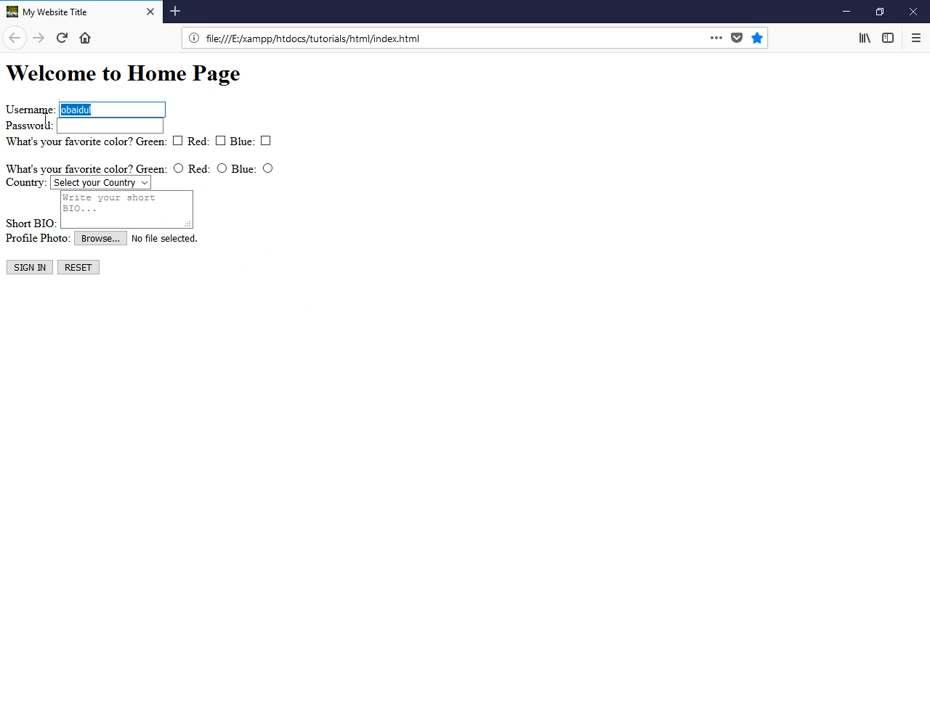 My Website Title
file:///E:/xampp/htdocs/tutorials/html/index.html
Welcome to Home Page
Username: obaidul
Password:
What's your favorite color? Green: Red: Blue:
What's your favorite color? Green: Red: Blue:
Country: Select your Country
Write your short
BIO...
Short BIO:
Profile Photo: Browse... No file selected.
SIGN IN RESET